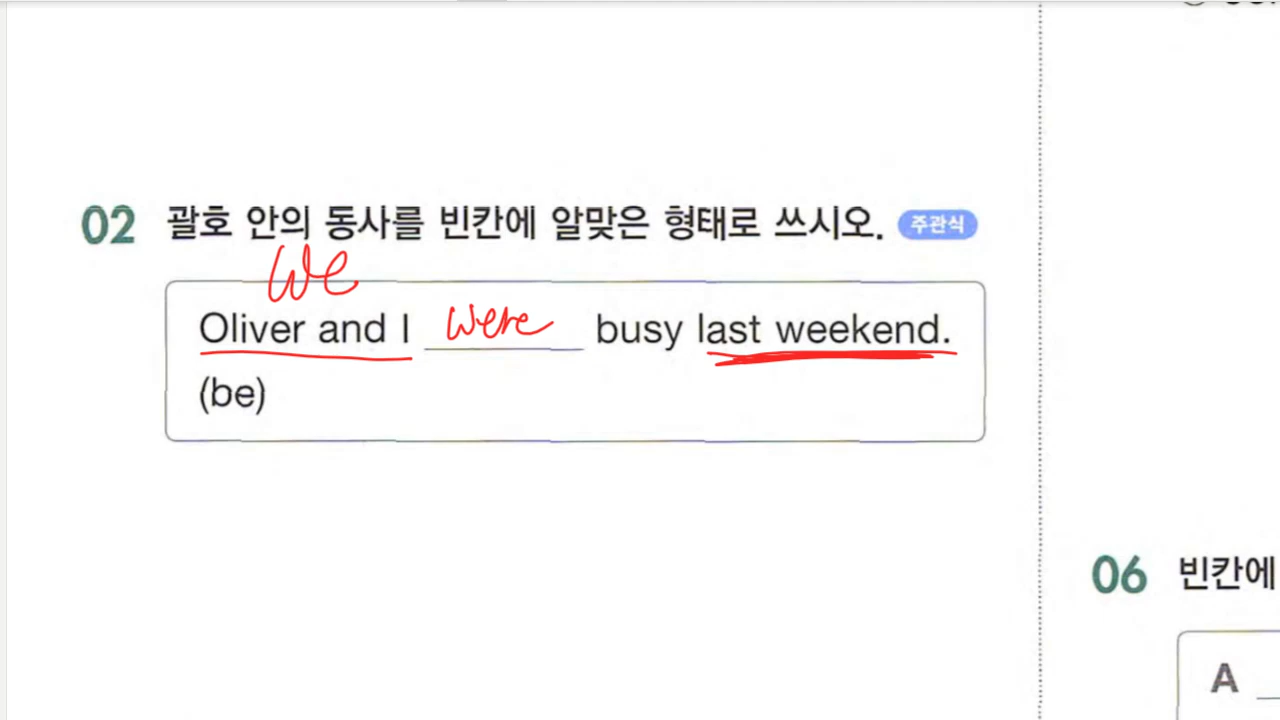 02 괄호 안의 동사를 빈칸에 알맞은 형태로 쓰시오. 주관식
We
Oliver and I were busy last weekend.
(be)
06 빈칸에
A